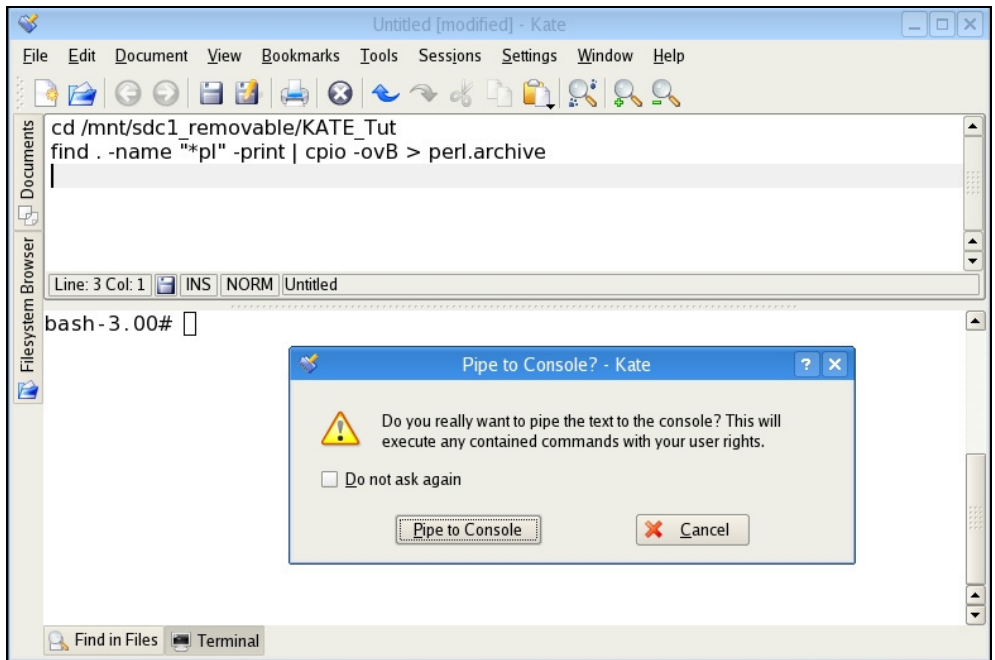 Untitled [modified] - Kate
File Edit Document View Bookmarks Tools Sessions Settings Window Help
Documents
Filesystem Browser
cd /mnt/sdc1_removable/KATE_Tut
find . -name "*pl" -print | cpio -ovB > perl.archive
Line: 3 Col: 1 INS NORM Untitled
bash-3.00#
Pipe to Console? - Kate
Do you really want to pipe the text to the console? This will
execute any contained commands with your user rights.
Do not ask again
Pipe to Console Cancel
Find in Files Terminal